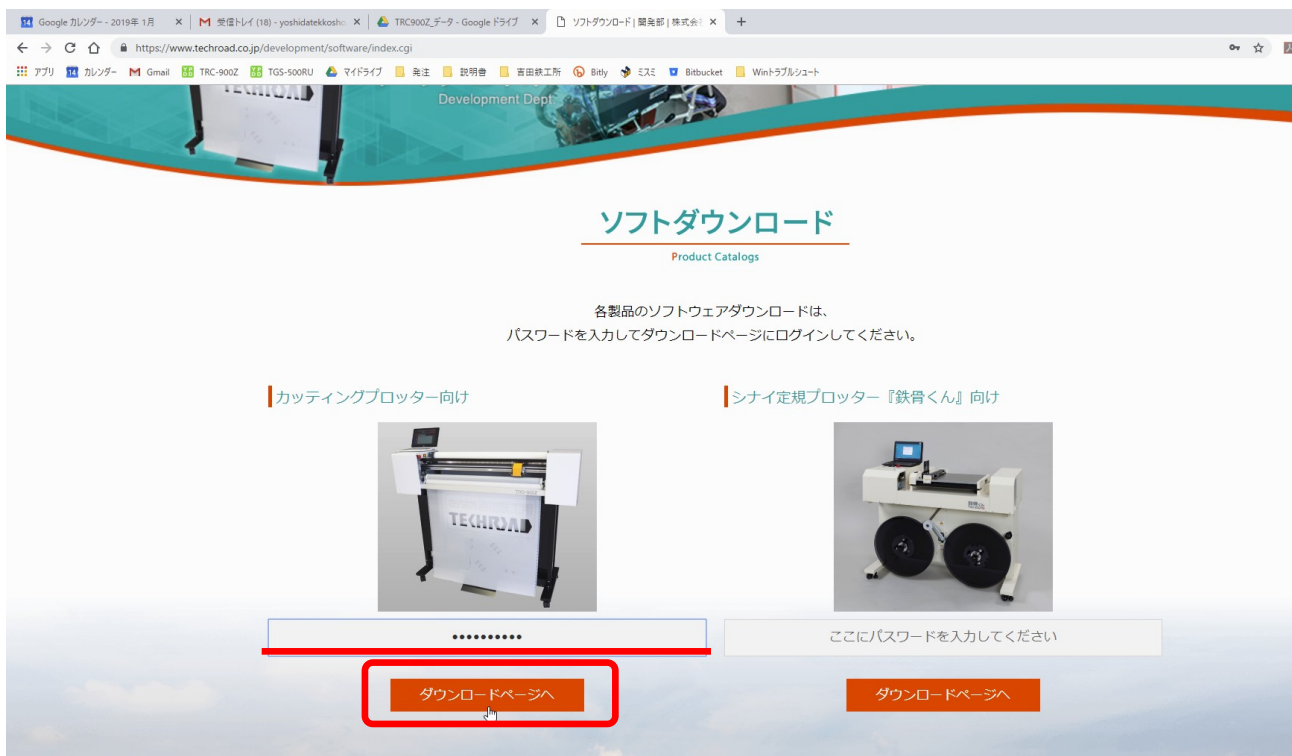 Google カレンダー - 2019年 1月
受信トレイ (18) - yoshidatekkosho
TRC900Z_データ - Google ドライブ
ソフトダウンロード | 開発部 | 株式会
https://www.techroad.co.jp/development/software/index.cgi
アプリ カレンダー Gmail TRC-900Z TGS-500RU マイドライブ 発注 説明書 吉田鉄工所 Bitly ミスミ Bitbucket Winトラブルシュート
TECHROAD
Development Dept
ソフトダウンロード
Product Catalogs
各製品のソフトウェアダウンロードは、
パスワードを入力してダウンロードページにログインしてください。
カッティングプロッター向け
シナイ定規プロッター『鉄骨くん』向け
TECHROAD
••••••••••
ここにパスワードを入力してください
ダウンロードページへ
ダウンロードページへ